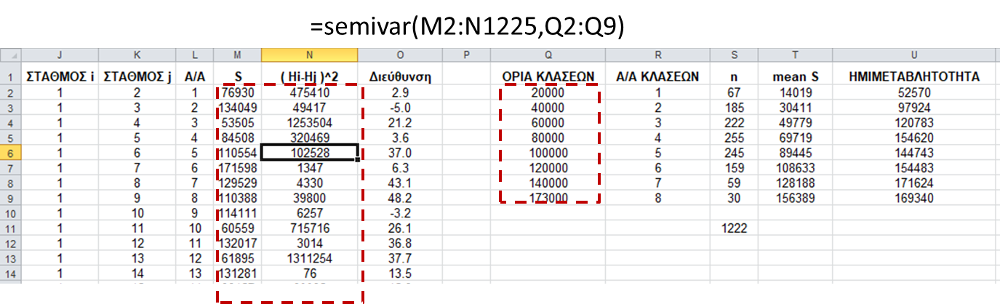 =semivar(M2:N1225,Q2:Q9)
J K L M N O P Q R S T U
1 ΣΤΑΘΜΟΣ i ΣΤΑΘΜΟΣ j Α/Α S ( Hi-Hj )^2 Διεύθυνση ΟΡΙΑ ΚΛΑΣΕΩΝ Α/Α ΚΛΑΣΕΩΝ n mean S ΗΜΙΜΕΤΑΒΛΗΤΟΤΗΤΑ
2 1 2 1 76930 475410 2.9 20000 1 67 14019 52570
3 1 3 2 134049 49417 -5.0 40000 2 185 30411 97924
4 1 4 3 53505 1253504 21.2 60000 3 222 49779 120783
5 1 5 4 84508 320469 3.6 80000 4 255 69719 154620
6 1 6 5 110554 102528 37.0 100000 5 245 89445 144743
7 1 7 6 171598 1347 6.3 120000 6 159 108633 154483
8 1 8 7 129529 4330 43.1 140000 7 59 128188 171624
9 1 9 8 110388 39800 48.2 173000 8 30 156389 169340
10 1 10 9 114111 6257 -3.2
11 1 11 10 60559 715716 26.1 1222
12 1 12 11 132017 3014 36.8
13 1 13 12 61895 1311254 37.7
14 1 14 13 131281 76 13.5